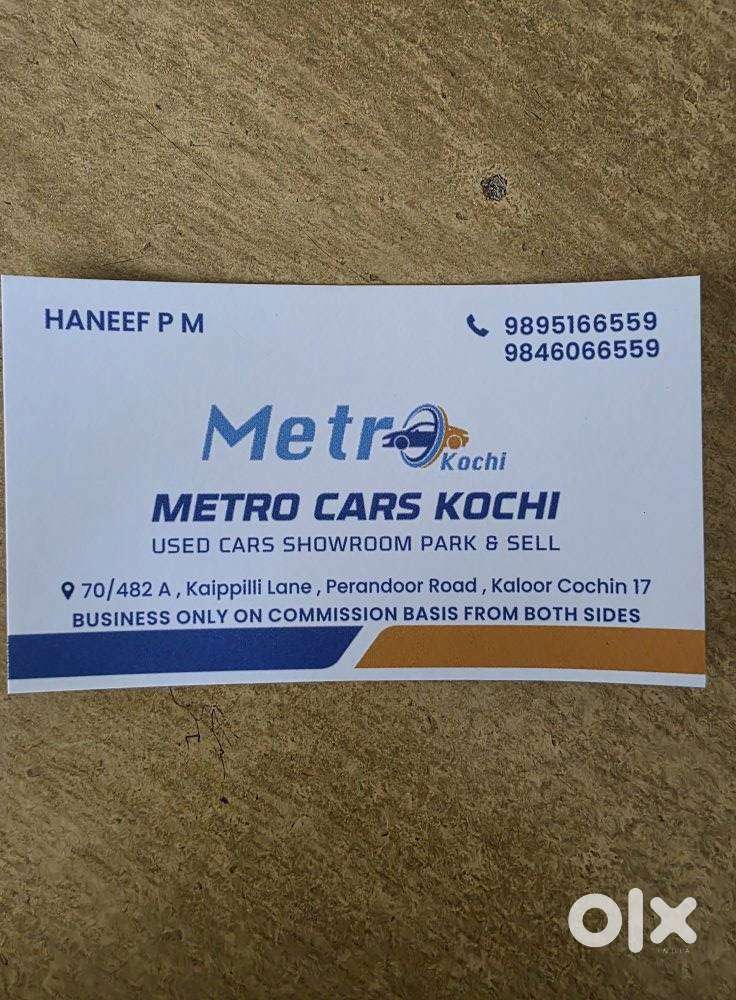 HANEEF P M
9895166559
9846066559
Metro
Kochi
METRO CARS KOCHI
USED CARS SHOWROOM PARK & SELL
70/482 A , Kaippilli Lane , Perandoor Road , Kaloor Cochin 17
BUSINESS ONLY ON COMMISSION BASIS FROM BOTH SIDES
olx
INDIA